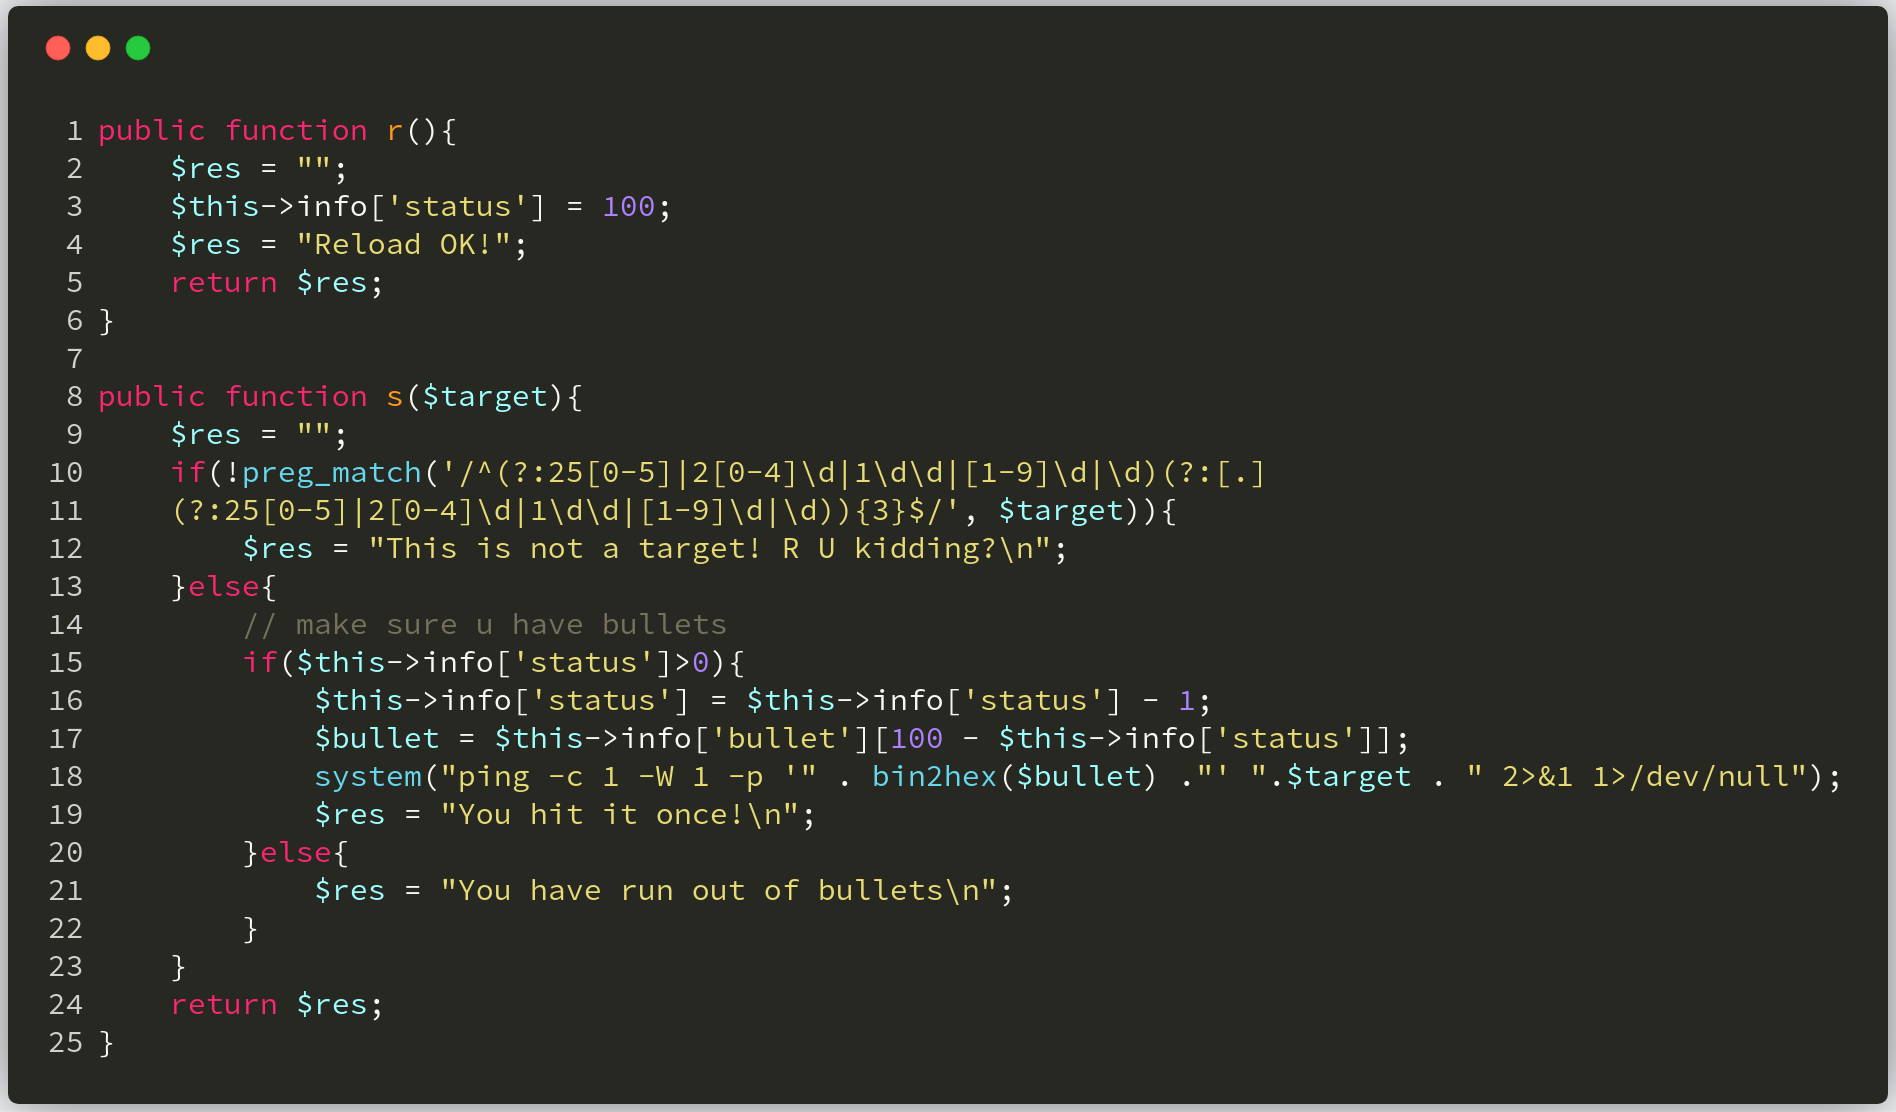 1 public function r(){
2     $res = "";
3     $this->info['status'] = 100;
4     $res = "Reload OK!";
5     return $res;
6 }
7
8 public function s($target){
9     $res = "";
10     if(!preg_match('/^(?:25[0-5]|2[0-4]\d|1\d\d|[1-9]\d|\d)(?:[.]
11     (?:25[0-5]|2[0-4]\d|1\d\d|[1-9]\d|\d)){3}$/', $target)){
12         $res = "This is not a target! R U kidding?\n";
13     }else{
14         // make sure u have bullets
15         if($this->info['status']>0){
16             $this->info['status'] = $this->info['status'] - 1;
17             $bullet = $this->info['bullet'][100 - $this->info['status']];
18             system("ping -c 1 -W 1 -p '" . bin2hex($bullet) ."' ".$target . " 2>&1 1>/dev/null");
19             $res = "You hit it once!\n";
20         }else{
21             $res = "You have run out of bullets\n";
22         }
23     }
24     return $res;
25 }